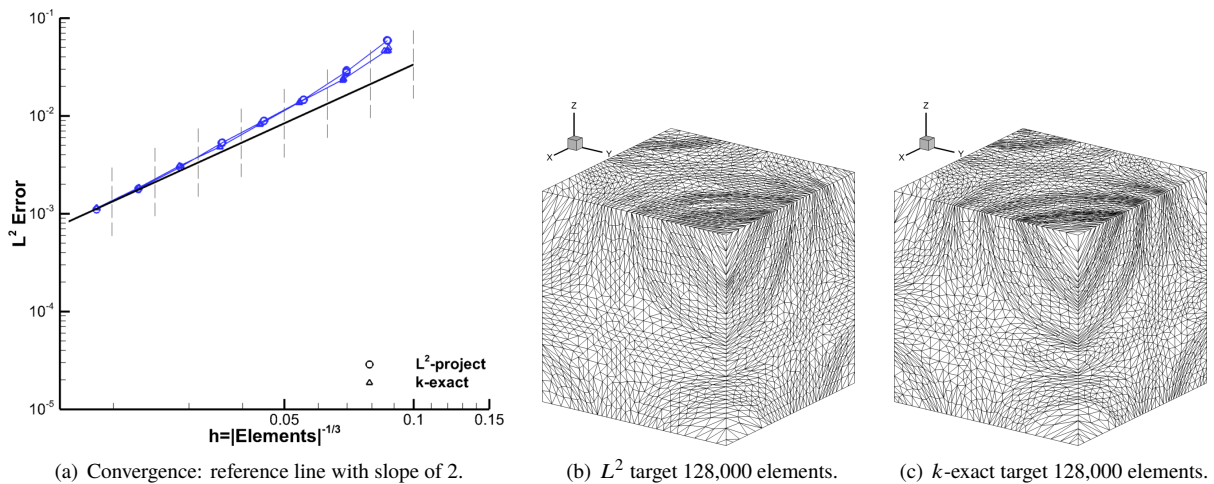 10⁻¹
10⁻²
10⁻³
10⁻⁴
10⁻⁵
L² Error
L²-project
k-exact
0.05
0.1
0.15
h=|Elements|⁻¹/³
Z
X
Y
Z
X
Y
(a) Convergence: reference line with slope of 2.
(b) L² target 128,000 elements.
(c) k-exact target 128,000 elements.